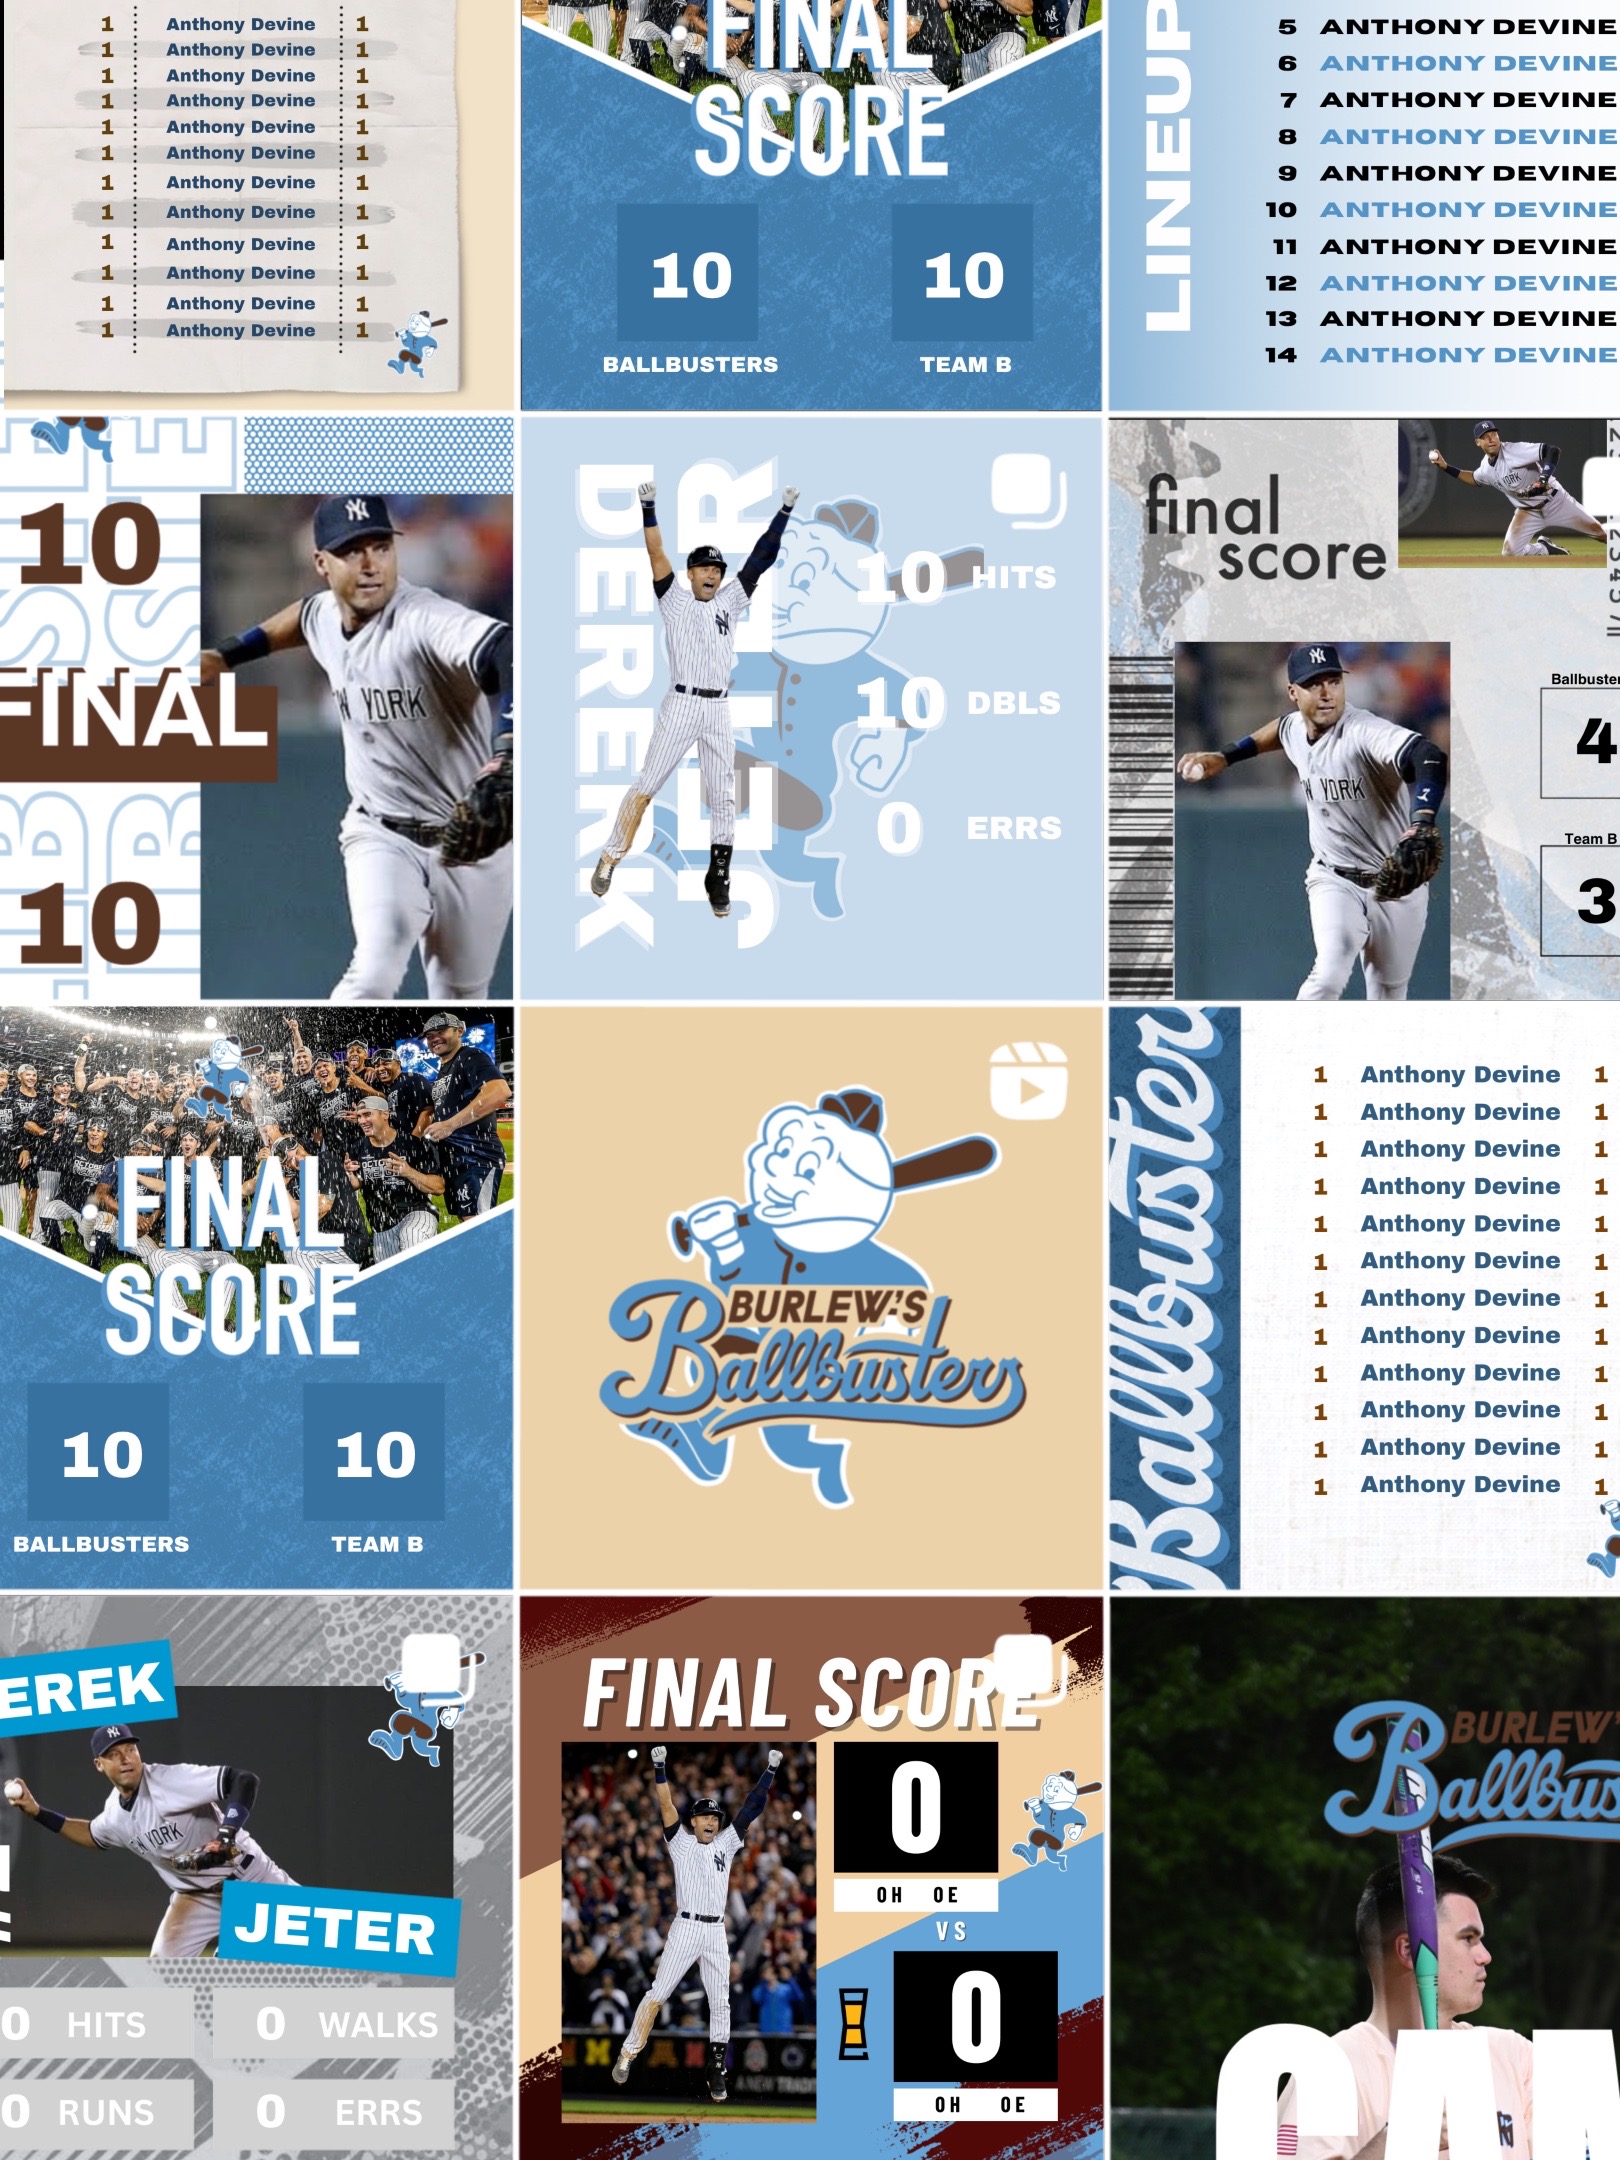 1 Anthony Devine 1
1 Anthony Devine 1
1 Anthony Devine 1
1 Anthony Devine 1
1 Anthony Devine 1
1 Anthony Devine 1
1 Anthony Devine 1
1 Anthony Devine 1
1 Anthony Devine 1
1 Anthony Devine 1
1 Anthony Devine 1
1 Anthony Devine 1
FINAL
SCORE
10 10
BALLBUSTERS TEAM B
LINEUP
5 ANTHONY DEVINE
6 ANTHONY DEVINE
7 ANTHONY DEVINE
8 ANTHONY DEVINE
9 ANTHONY DEVINE
10 ANTHONY DEVINE
11 ANTHONY DEVINE
12 ANTHONY DEVINE
13 ANTHONY DEVINE
14 ANTHONY DEVINE
10
FINAL
10
YORK
DEREK
JETER
10 HITS
10 DBLS
0 ERRS
final
score
YORK
Ballbuster
4
Team B
3
FINAL
SCORE
10 10
BALLBUSTERS TEAM B
BURLEW'S
Ballbusters
Ballbusters
1 Anthony Devine 1
1 Anthony Devine 1
1 Anthony Devine 1
1 Anthony Devine 1
1 Anthony Devine 1
1 Anthony Devine 1
1 Anthony Devine 1
1 Anthony Devine 1
1 Anthony Devine 1
1 Anthony Devine 1
1 Anthony Devine 1
1 Anthony Devine 1
EREK
YORK
JETER
0 HITS 0 WALKS
0 RUNS 0 ERRS
FINAL SCORE
0
OH OE
VS
0
OH OE
BURLEW'
Ballbus
GAM